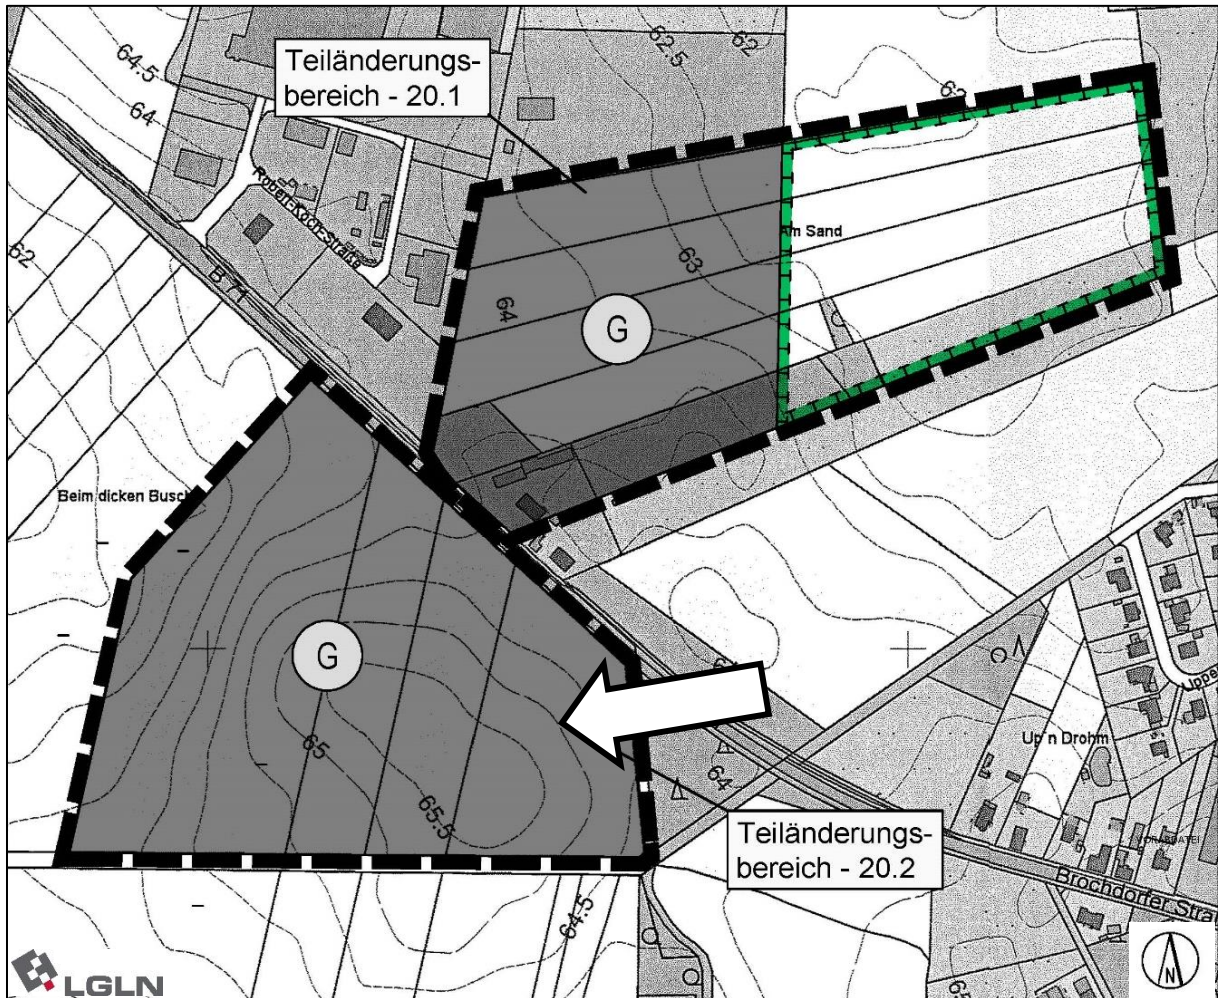 64.5
64
62.5
62
Teiländerungs-
bereich - 20.1
62
Robert-Koch-Straße
B 71
62
Am Sand
63
64
G
Beim dicken Busch
G
65
65.5
64
Up'n Drohm
Teiländerungs-
bereich - 20.2
Brochdorfer Stra
64.5
LGLN
N